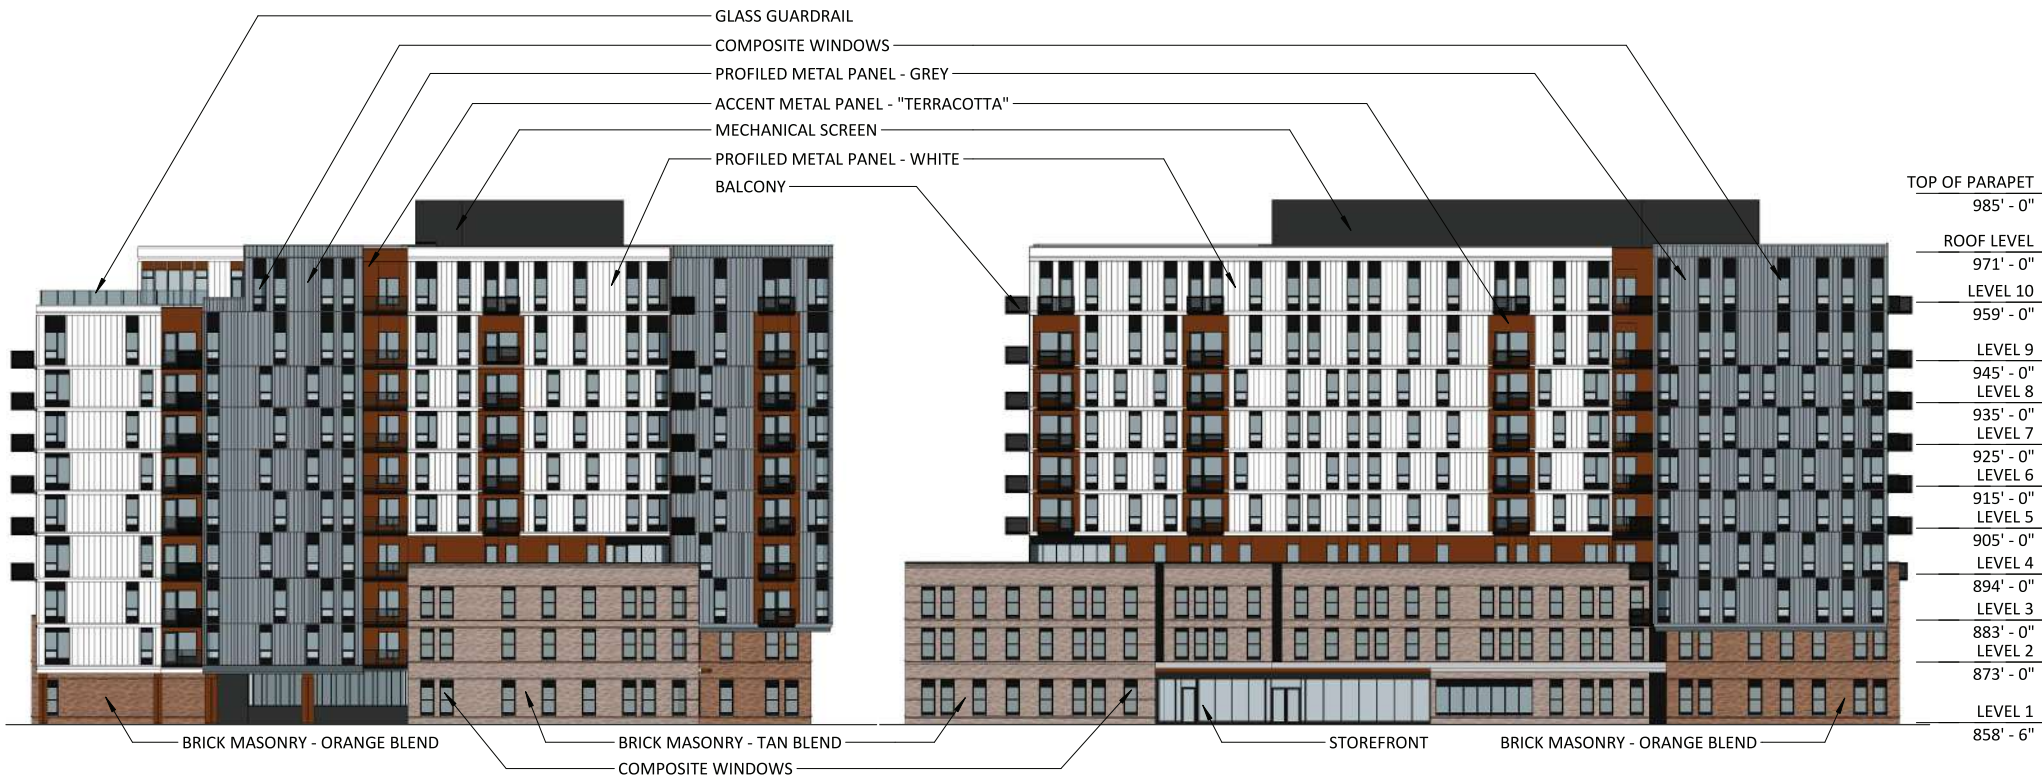 GLASS GUARDRAIL
COMPOSITE WINDOWS
PROFILED METAL PANEL - GREY
ACCENT METAL PANEL - "TERRACOTTA"
MECHANICAL SCREEN
PROFILED METAL PANEL - WHITE
BALCONY
TOP OF PARAPET
985' - 0"
ROOF LEVEL
971' - 0"
LEVEL 10
959' - 0"
LEVEL 9
945' - 0"
LEVEL 8
935' - 0"
LEVEL 7
925' - 0"
LEVEL 6
915' - 0"
LEVEL 5
905' - 0"
LEVEL 4
894' - 0"
LEVEL 3
883' - 0"
LEVEL 2
873' - 0"
LEVEL 1
858' - 6"
BRICK MASONRY - ORANGE BLEND
BRICK MASONRY - TAN BLEND
STOREFRONT
BRICK MASONRY - ORANGE BLEND
COMPOSITE WINDOWS